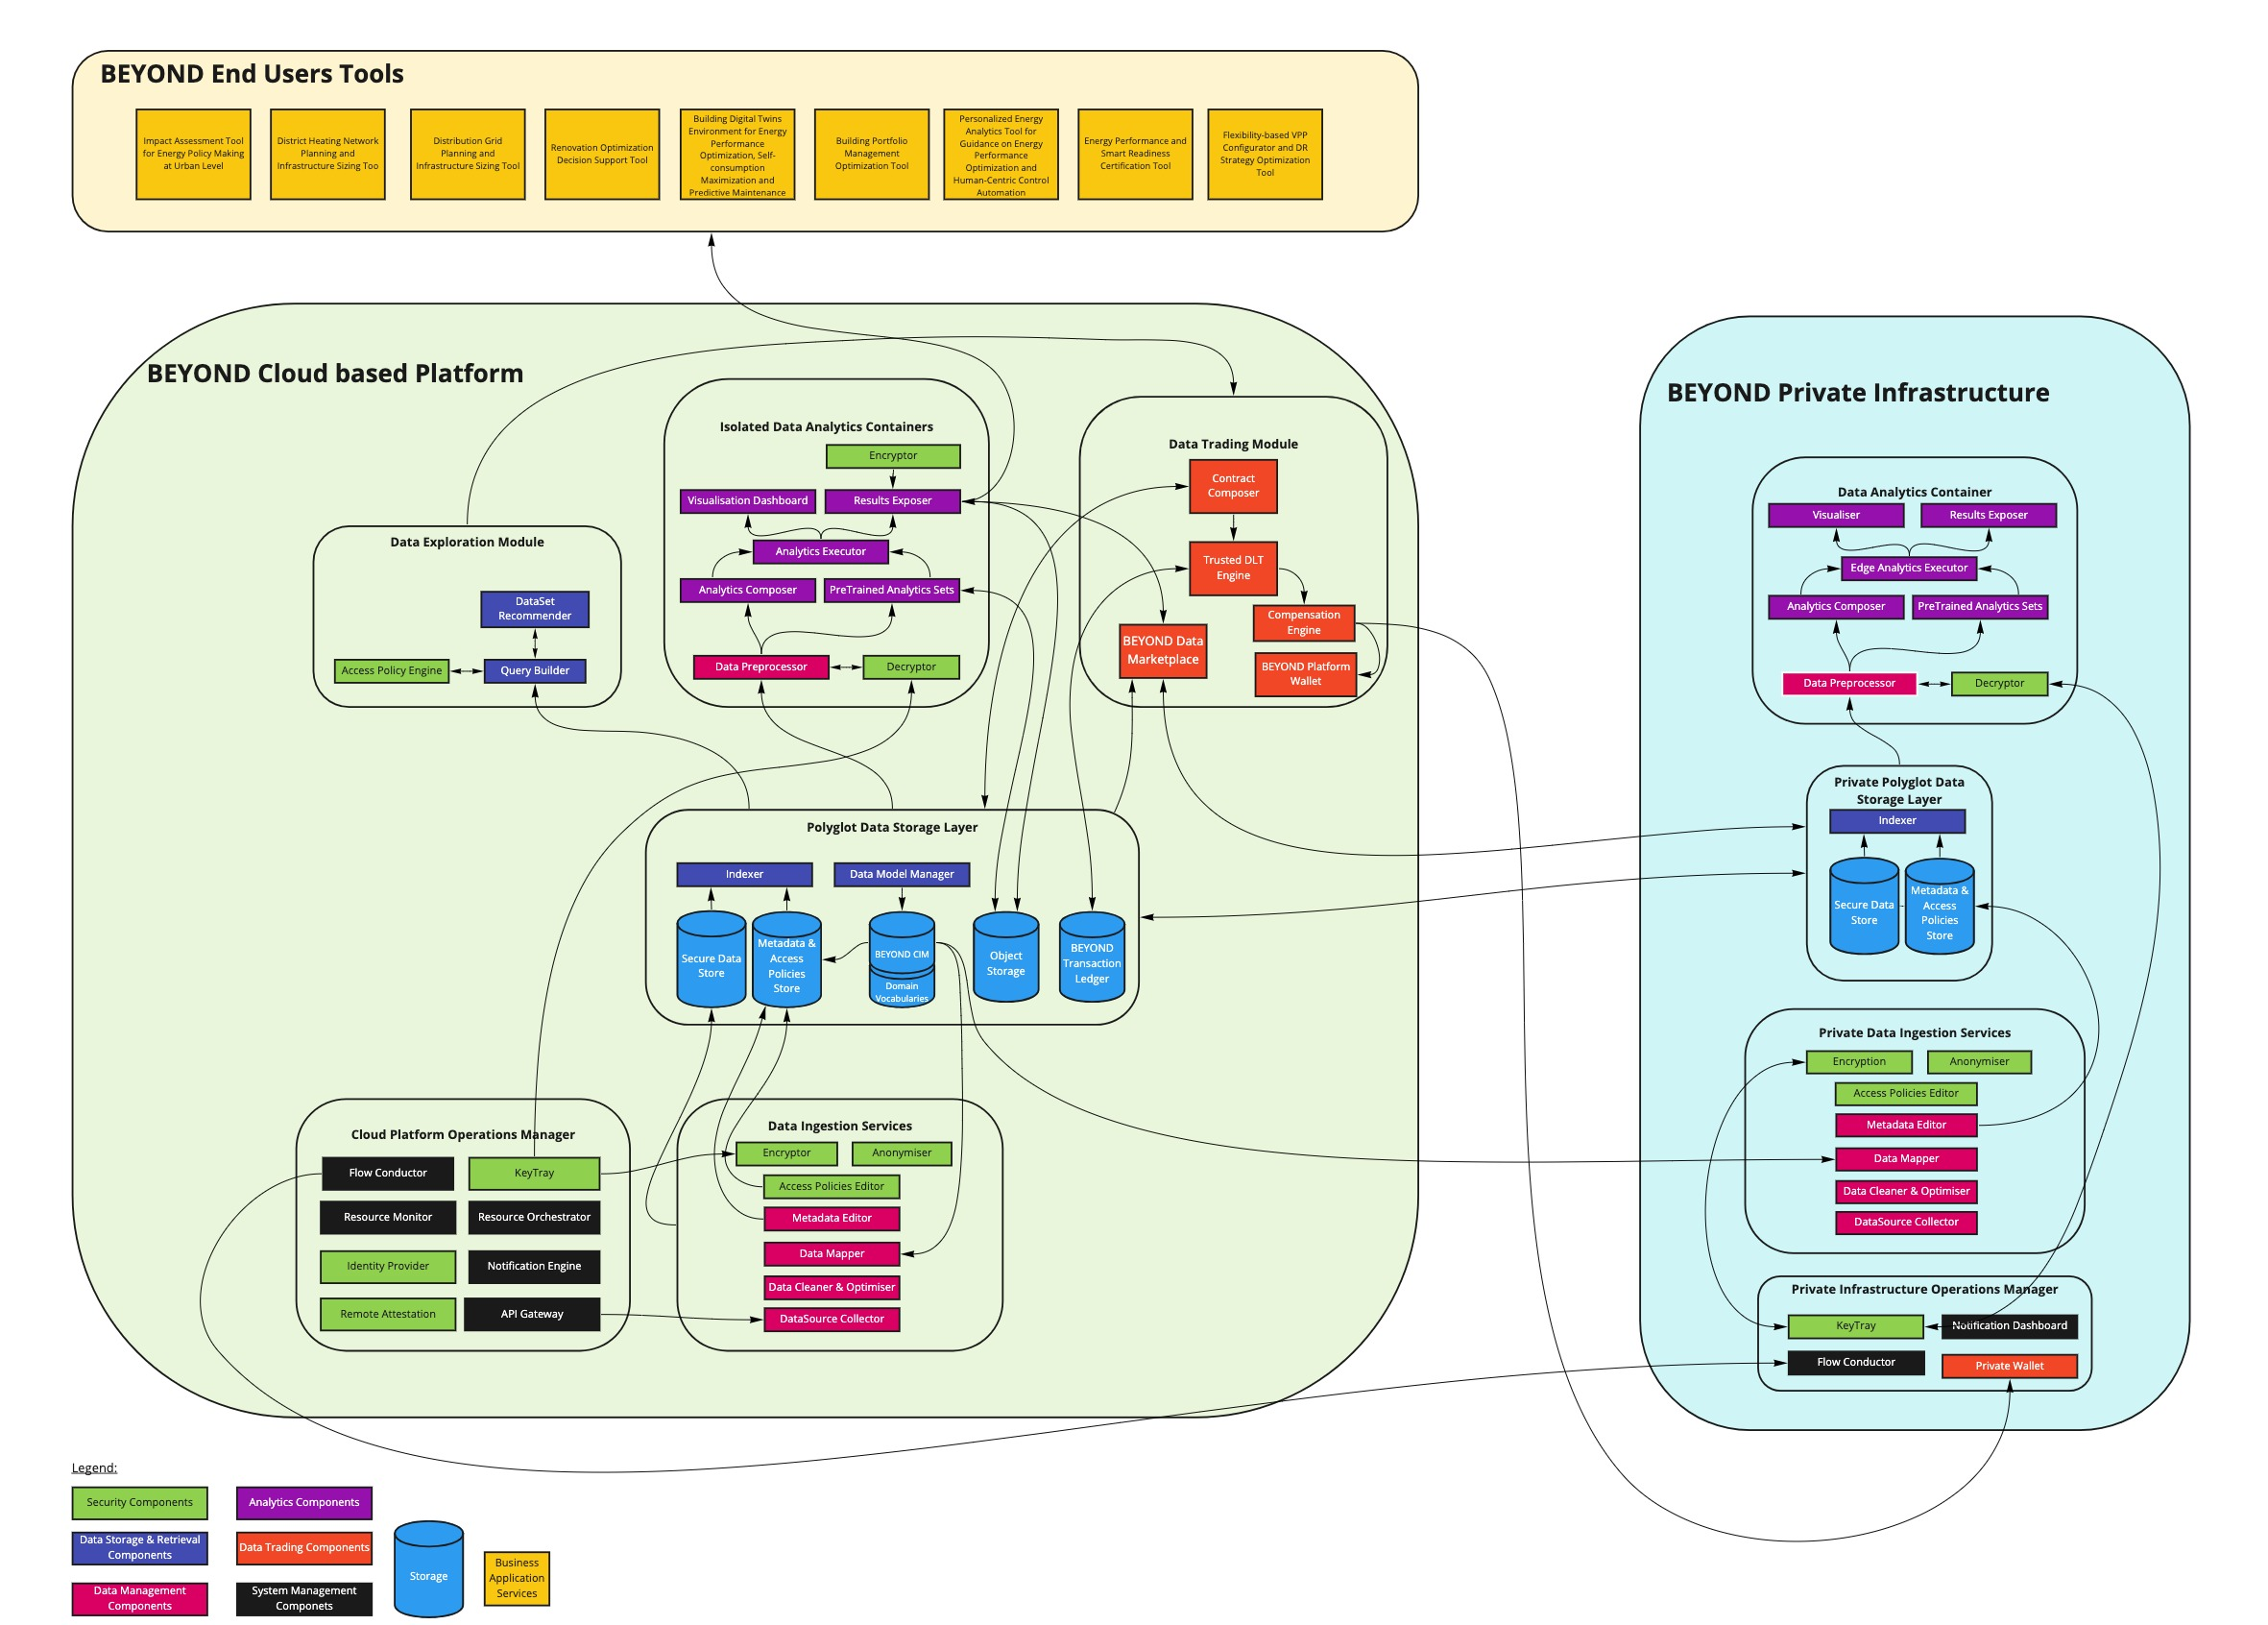 BEYOND End Users Tools
Impact Assessment Tool
for Energy Policy Making
at Urban Level
District Heating Network
Planning and
Infrastructure Sizing Too
Distribution Grid
Planning and
Infrastructure Sizing Tool
Renovation Optimization
Decision Support Tool
Building Digital Twins
Environment for Energy
Performance
Optimization, Self-
consumption
Maximization and
Predictive Maintenance
Building Portfolio
Management
Optimization Tool
Personalized Energy
Analytics Tool for
Guidance on Energy
Performance
Optimization and
Human-Centric Control
Automation
Energy Performance and
Smart Readiness
Certification Tool
Flexibility-based VPP
Configurator and DR
Strategy Optimization
Tool
BEYOND Cloud based Platform
Data Exploration Module
DataSet
Recommender
Access Policy Engine
Query Builder
Isolated Data Analytics Containers
Encryptor
Visualisation Dashboard
Results Exposer
Analytics Executor
Analytics Composer
PreTrained Analytics Sets
Data Preprocessor
Decryptor
Data Trading Module
Contract
Composer
Trusted DLT
Engine
Compensation
Engine
BEYOND Data
Marketplace
BEYOND Platform
Wallet
Polyglot Data Storage Layer
Indexer
Data Model Manager
Secure Data
Store
Metadata &
Access
Policies
Store
BEYOND CIM
Domain
Vocabularies
Object
Storage
BEYOND
Transaction
Ledger
Cloud Platform Operations Manager
Flow Conductor
KeyTray
Resource Monitor
Resource Orchestrator
Identity Provider
Notification Engine
Remote Attestation
API Gateway
Data Ingestion Services
Encryptor
Anonymiser
Access Policies Editor
Metadata Editor
Data Mapper
Data Cleaner & Optimiser
DataSource Collector
BEYOND Private Infrastructure
Data Analytics Container
Visualiser
Results Exposer
Edge Analytics Executor
Analytics Composer
PreTrained Analytics Sets
Data Preprocessor
Decryptor
Private Polyglot Data
Storage Layer
Indexer
Secure Data
Store
Metadata &
Access
Policies
Store
Private Data Ingestion Services
Encryption
Anonymiser
Access Policies Editor
Metadata Editor
Data Mapper
Data Cleaner & Optimiser
DataSource Collector
Private Infrastructure Operations Manager
KeyTray
Notification Dashboard
Flow Conductor
Private Wallet
Legend:
Security Components
Analytics Components
Data Storage & Retrieval
Components
Data Trading Components
Data Management
Components
System Management
Componets
Storage
Business
Application
Services